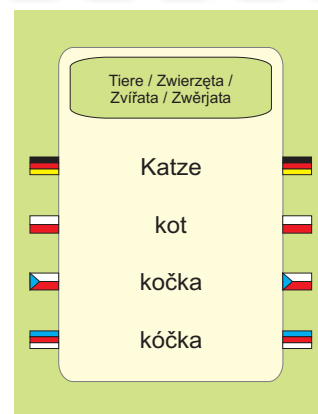 Tiere / Zwierzęta /
Zvířata / Zwěrjata
Katze
kot
kočka
kóčka